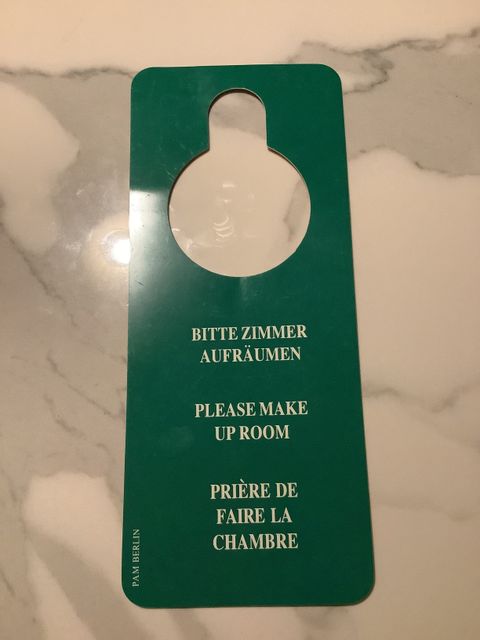 BITTE ZIMMER
AUFRÄUMEN
PLEASE MAKE
UP ROOM
PRIÈRE DE
FAIRE LA
CHAMBRE
PAM BERLIN